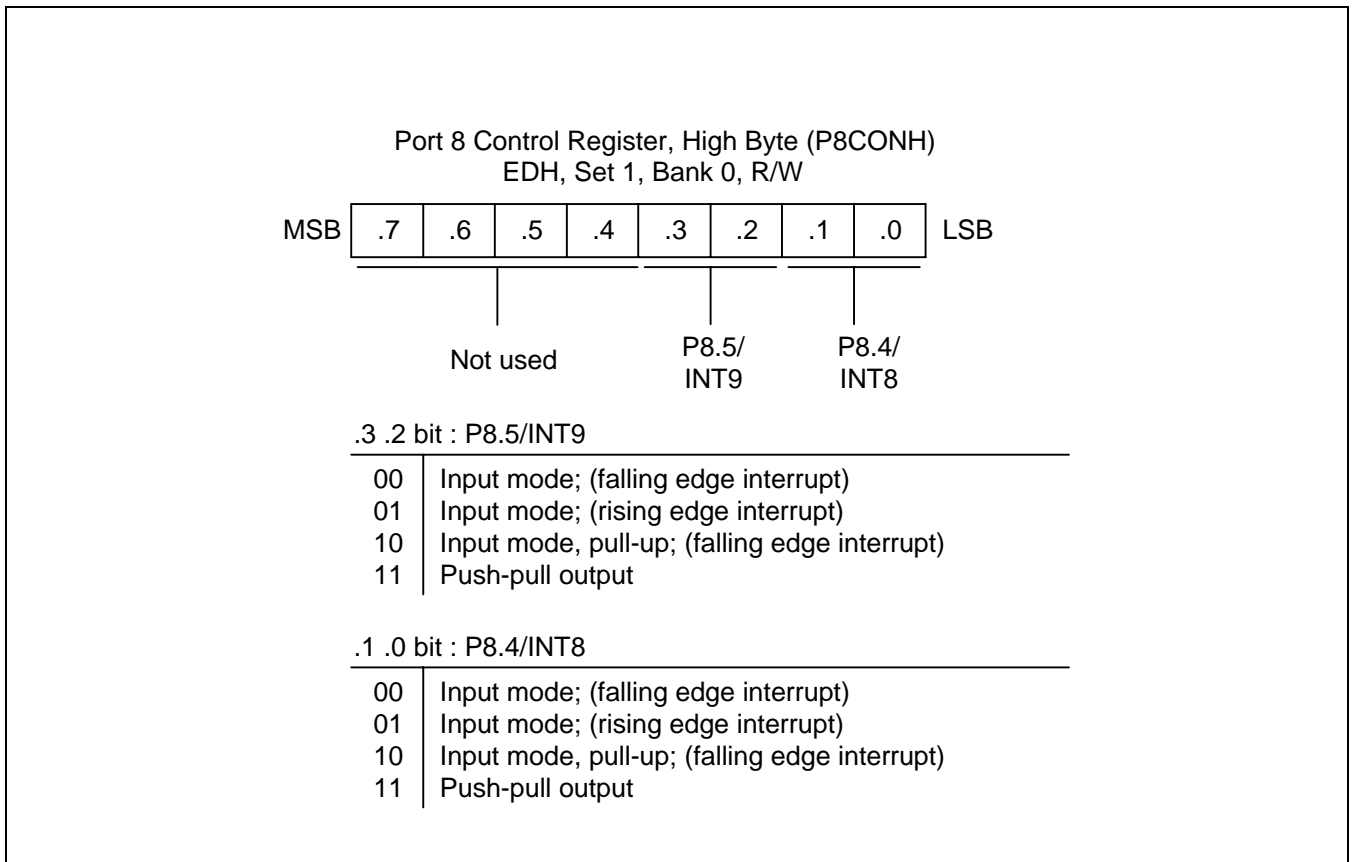 Port 8 Control Register, High Byte (P8CONH)
EDH, Set 1, Bank 0, R/W
MSB .7 .6 .5 .4 .3 .2 .1 .0 LSB
Not used
P8.5/
INT9
P8.4/
INT8
.3 .2 bit : P8.5/INT9
00 Input mode; (falling edge interrupt)
01 Input mode; (rising edge interrupt)
10 Input mode, pull-up; (falling edge interrupt)
11 Push-pull output
.1 .0 bit : P8.4/INT8
00 Input mode; (falling edge interrupt)
01 Input mode; (rising edge interrupt)
10 Input mode, pull-up; (falling edge interrupt)
11 Push-pull output